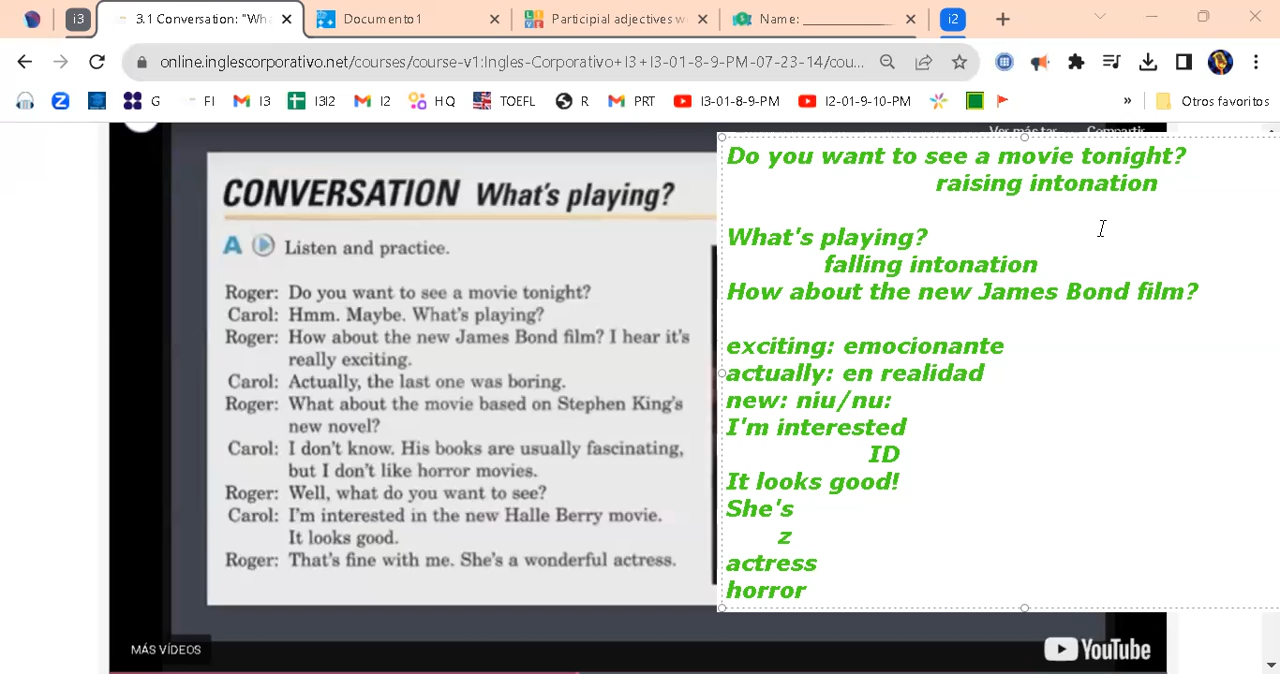 i3
3.1 Conversation: "Wha
Documento1
Participial adjectives w
Name: ____________
i2
online.inglescorporativo.net/courses/course-v1:Ingles-Corporativo+I3+I3-01-8-9-PM-07-23-14/cou...
G
FI
I3
I3I2
I2
HQ
TOEFL
R
PRT
I3-01-8-9-PM
I2-01-9-10-PM
»
Otros favoritos
Ver más tar...
Compartir
CONVERSATION What's playing?
A Listen and practice.
Roger: Do you want to see a movie tonight?
Carol: Hmm. Maybe. What's playing?
Roger: How about the new James Bond film? I hear it's
really exciting.
Carol: Actually, the last one was boring.
Roger: What about the movie based on Stephen King's
new novel?
Carol: I don't know. His books are usually fascinating,
but I don't like horror movies.
Roger: Well, what do you want to see?
Carol: I'm interested in the new Halle Berry movie.
It looks good.
Roger: That's fine with me. She's a wonderful actress.
Do you want to see a movie tonight?
raising intonation
What's playing?
falling intonation
How about the new James Bond film?
exciting: emocionante
actually: en realidad
new: niu/nu:
I'm interested
ID
It looks good!
She's
z
actress
horror
MÁS VÍDEOS
YouTube